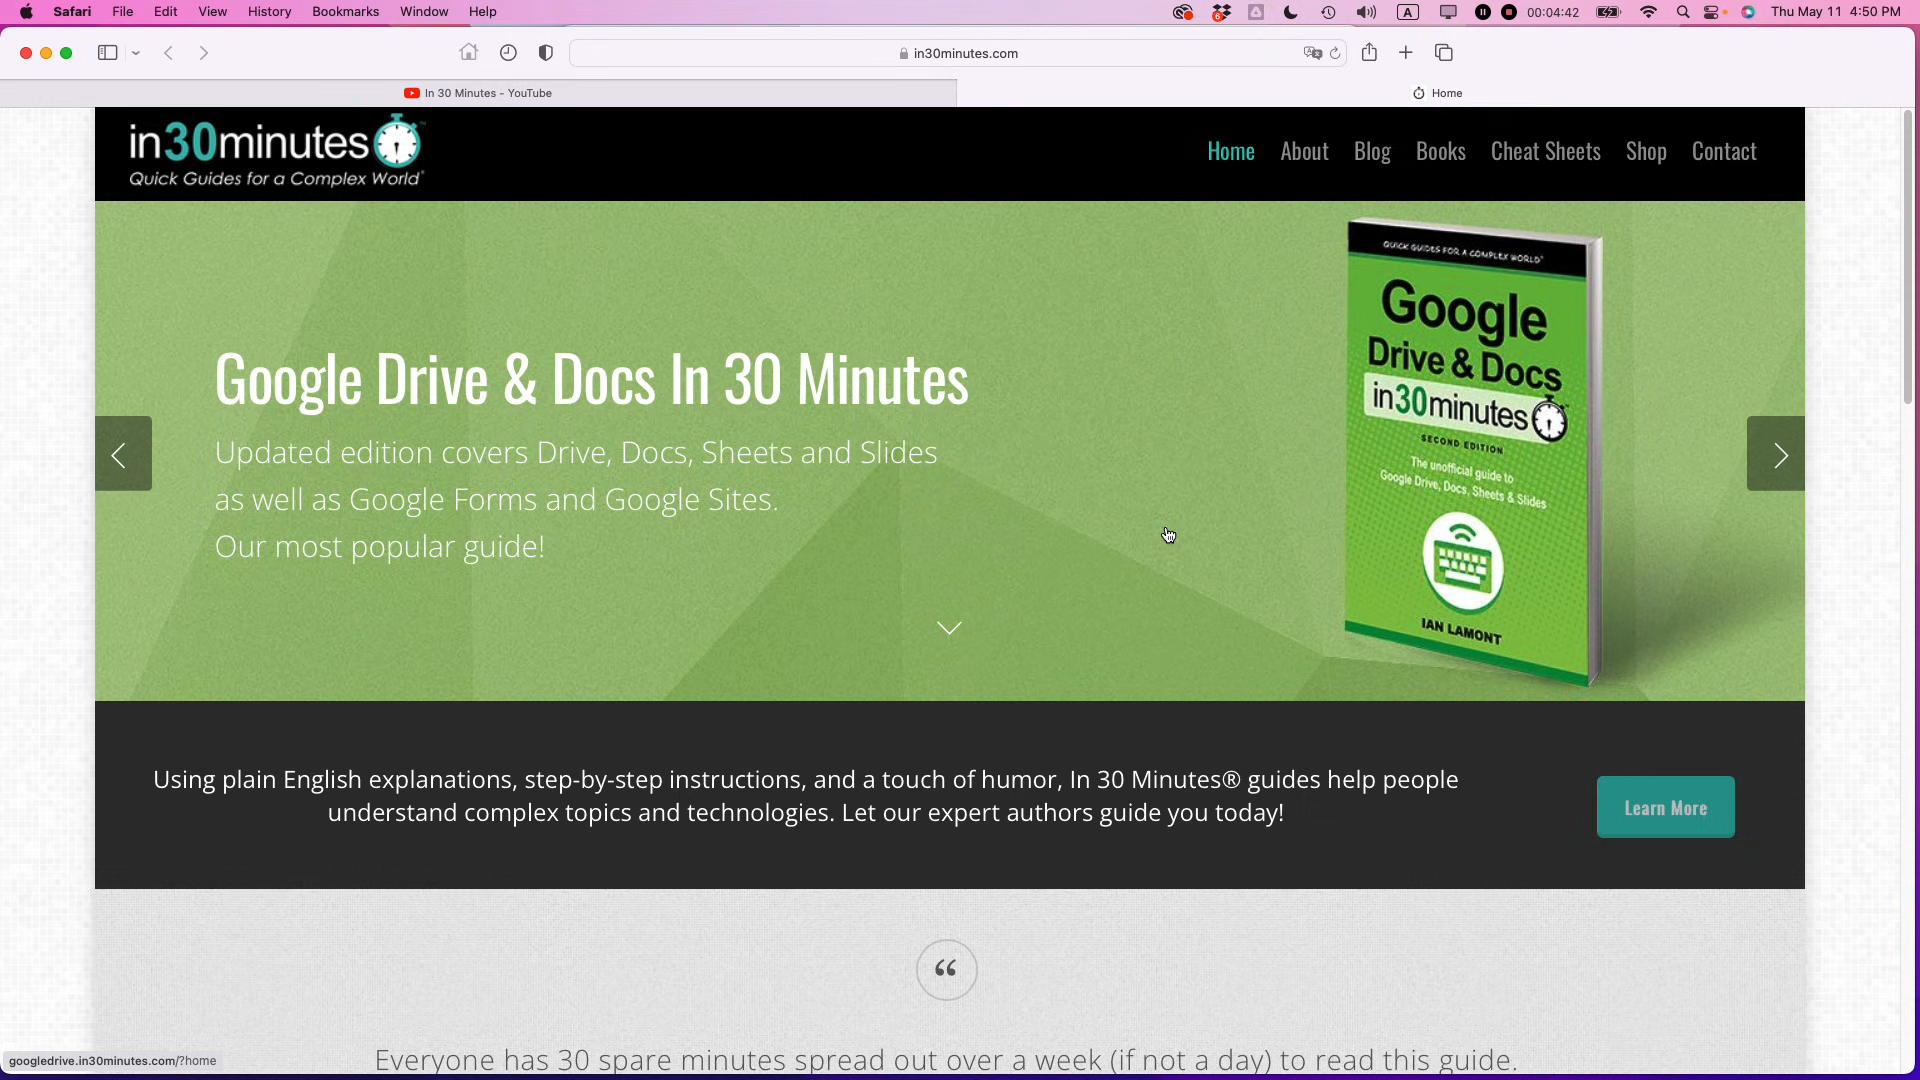 Safari File Edit View History Bookmarks Window Help
6 A 00:04:42 Thu May 11 4:50 PM
in30minutes.com
In 30 Minutes - YouTube
Home
in30minutes™
Quick Guides for a Complex World®
Home About Blog Books Cheat Sheets Shop Contact
Google Drive & Docs In 30 Minutes
Updated edition covers Drive, Docs, Sheets and Slides
as well as Google Forms and Google Sites.
Our most popular guide!
QUICK GUIDES FOR A COMPLEX WORLD®
Google
Drive & Docs
in30minutes
SECOND EDITION
The unofficial guide to
Google Drive, Docs, Sheets & Slides
IAN LAMONT
Using plain English explanations, step-by-step instructions, and a touch of humor, In 30 Minutes® guides help people
understand complex topics and technologies. Let our expert authors guide you today!
Learn More
“
Everyone has 30 spare minutes spread out over a week (if not a day) to read this guide.
googledrive.in30minutes.com/?home